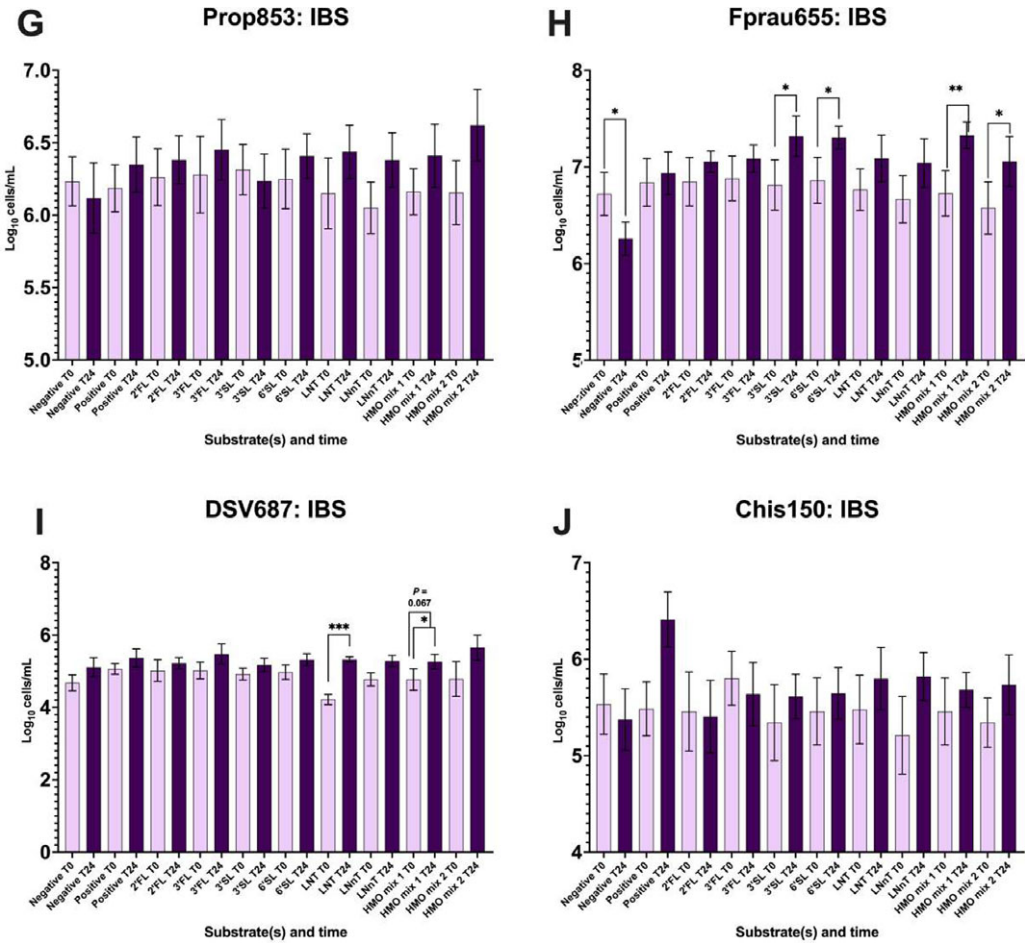 G
Prop853: IBS
7.0
6.5
6.0
5.5
5.0
Log10 cells/mL
Negative T0
Negative T24
Positive T0
Positive T24
2'FL T0
2'FL T24
3'FL T0
3'FL T24
3'SL T0
3'SL T24
6'SL T0
6'SL T24
LNT T0
LNT T24
LNnT T0
LNnT T24
HMO mix 1 T0
HMO mix 1 T24
HMO mix 2 T0
HMO mix 2 T24
Substrate(s) and time
H
Fprau655: IBS
8
7
6
5
Log10 cells/mL
*
*
*
**
*
Negative T0
Negative T24
Positive T0
Positive T24
2'FL T0
2'FL T24
3'FL T0
3'FL T24
3'SL T0
3'SL T24
6'SL T0
6'SL T24
LNT T0
LNT T24
LNnT T0
LNnT T24
HMO mix 1 T0
HMO mix 1 T24
HMO mix 2 T0
HMO mix 2 T24
Substrate(s) and time
I
DSV687: IBS
8
6
4
2
0
Log10 cells/mL
***
P =
0.067
*
Negative T0
Negative T24
Positive T0
Positive T24
2'FL T0
2'FL T24
3'FL T0
3'FL T24
3'SL T0
3'SL T24
6'SL T0
6'SL T24
LNT T0
LNT T24
LNnT T0
LNnT T24
HMO mix 1 T0
HMO mix 1 T24
HMO mix 2 T0
HMO mix 2 T24
Substrate(s) and time
J
Chis150: IBS
7
6
5
4
Log10 cells/mL
Negative T0
Negative T24
Positive T0
Positive T24
2'FL T0
2'FL T24
3'FL T0
3'FL T24
3'SL T0
3'SL T24
6'SL T0
6'SL T24
LNT T0
LNT T24
LNnT T0
LNnT T24
HMO mix 1 T0
HMO mix 1 T24
HMO mix 2 T0
HMO mix 2 T24
Substrate(s) and time